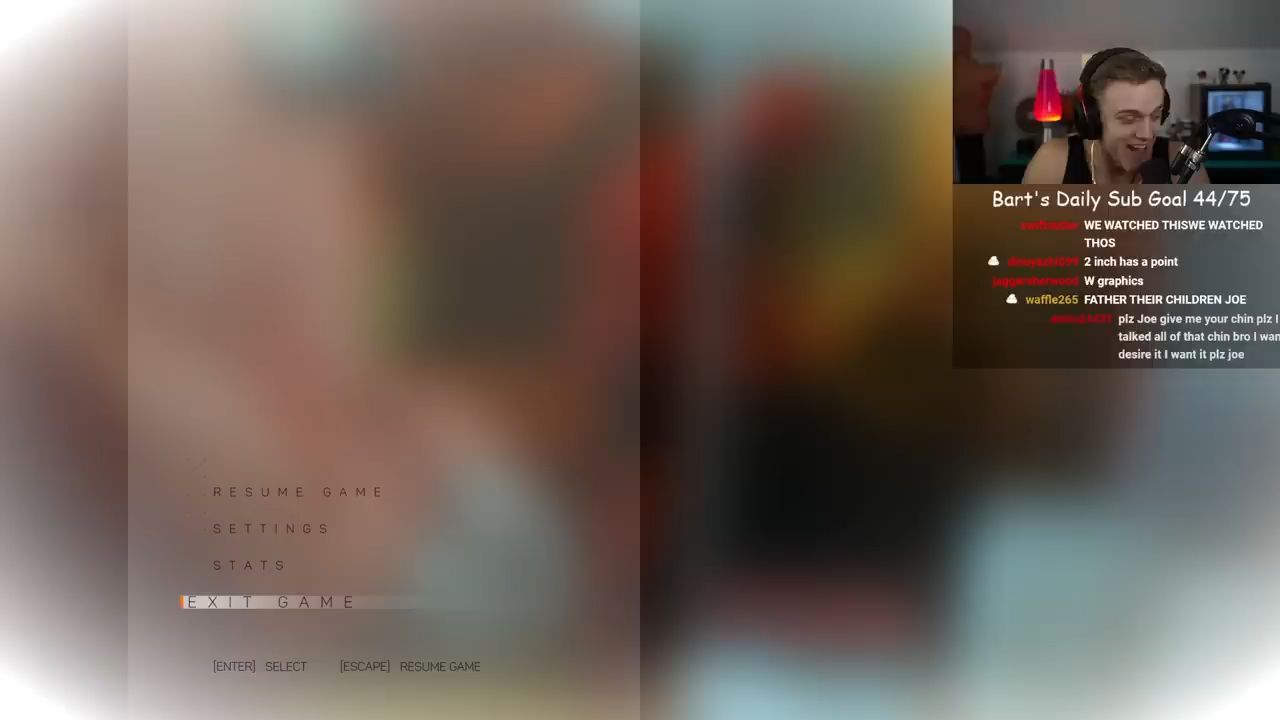 Bart's Daily Sub Goal 44/75
WE WATCHED THISWE WATCHED
THOS
2 inch has a point
W graphics
waffle265 FATHER THEIR CHILDREN JOE
plz Joe give me your chin plz I
talked all of that chin bro I
desire it I want it plz joe
RESUME GAME
SETTINGS
STATS
EXIT GAME
[ENTER] SELECT [ESCAPE] RESUME GAME